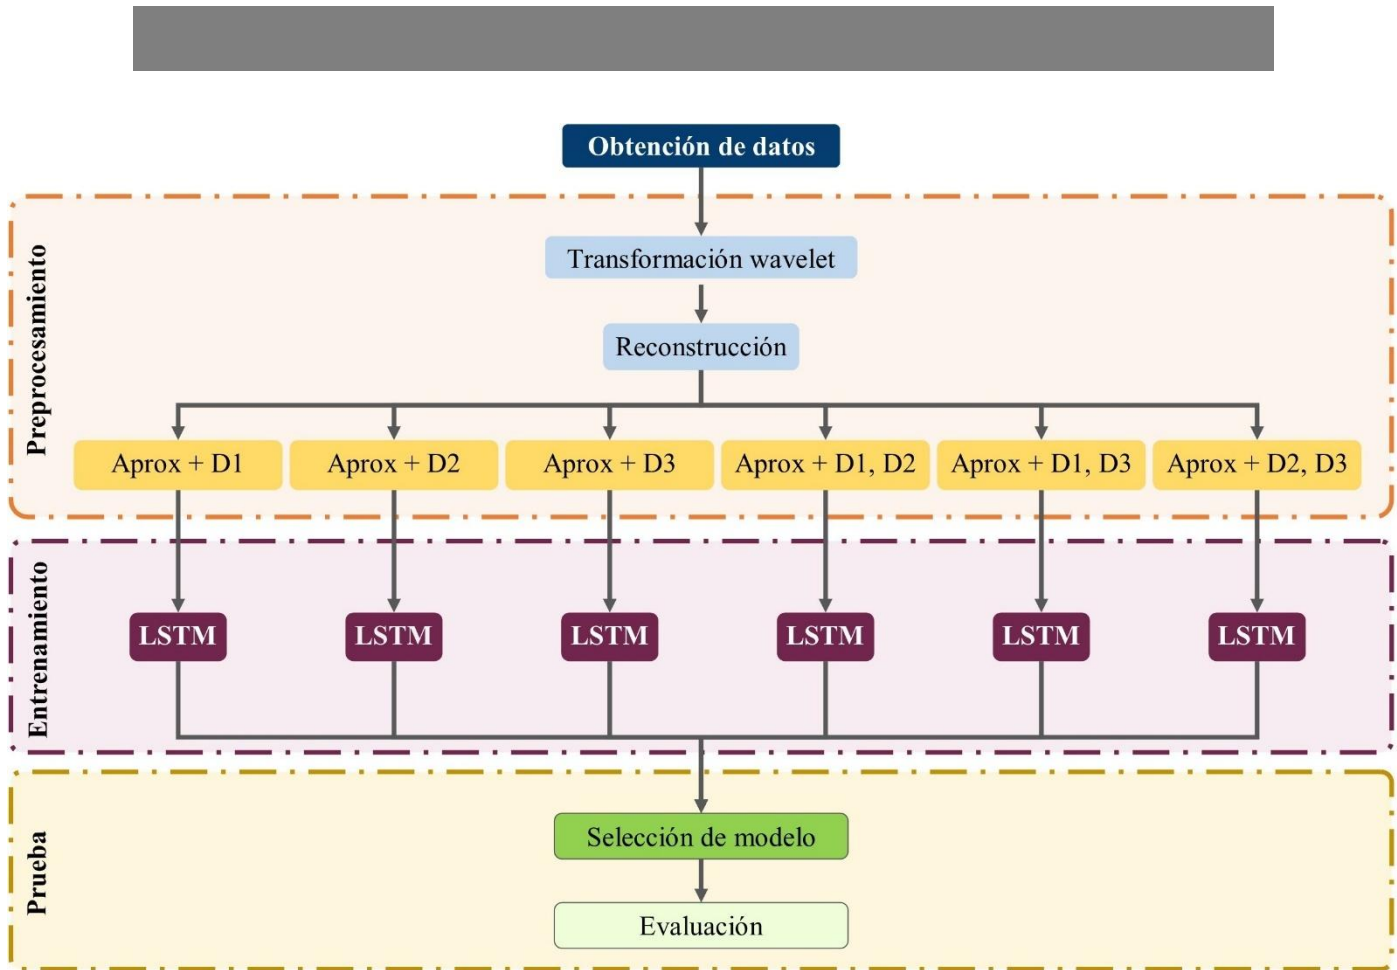 Obtención de datos
Preprocesamiento
Transformación wavelet
Reconstrucción
Aprox + D1
Aprox + D2
Aprox + D3
Aprox + D1, D2
Aprox + D1, D3
Aprox + D2, D3
Entrenamiento
LSTM
LSTM
LSTM
LSTM
LSTM
LSTM
Prueba
Selección de modelo
Evaluación